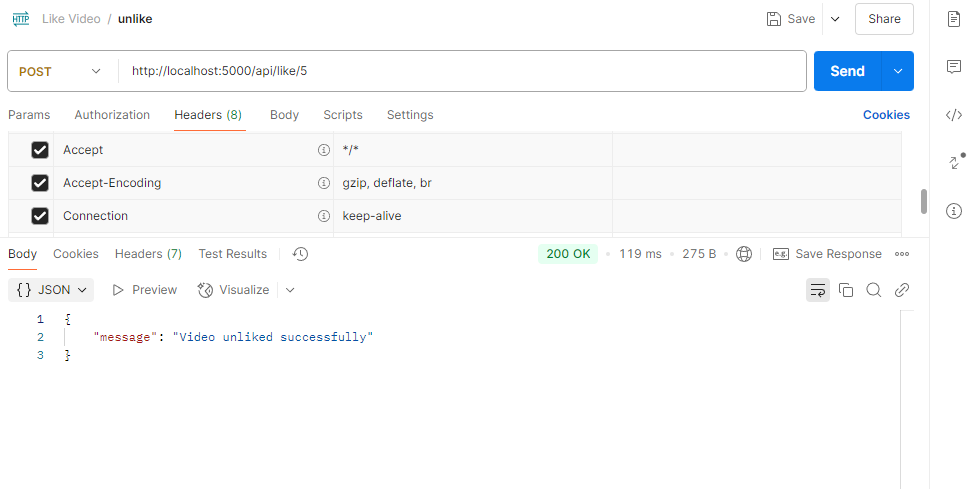 HTTP Like Video / unlike Save Share
POST http://localhost:5000/api/like/5 Send
Params Authorization Headers (8) Body Scripts Settings Cookies
Accept */*
Accept-Encoding gzip, deflate, br
Connection keep-alive
Body Cookies Headers (7) Test Results 200 OK • 119 ms • 275 B e.g. Save Response
{} JSON Preview Visualize
1 {
2 "message": "Video unliked successfully"
3 }